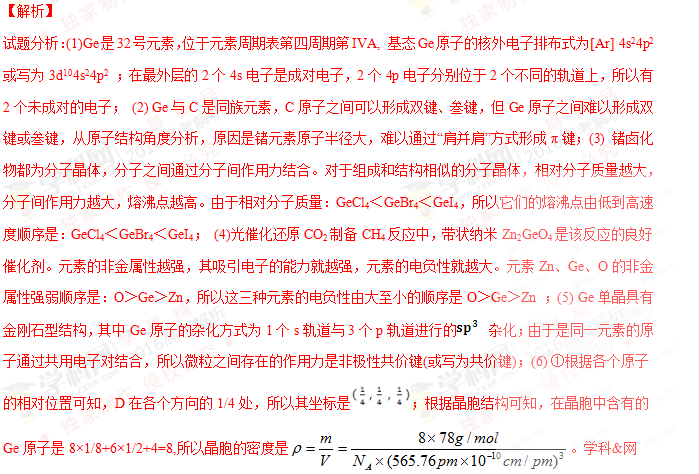 【解析】
试题分析：(1)Ge是32号元素,位于元素周期表第四周期第IVA, 基态Ge原子的核外电子排布式为[Ar] 4s²4p²
或写为 3d¹⁰4s²4p² ；在最外层的2个4s电子是成对电子，2个4p电子分别位于2个不同的轨道上，所以有
2个未成对的电子； (2) Ge与C是同族元素，C原子之间可以形成双键、叁键，但Ge原子之间难以形成双
键或叁键，从原子结构角度分析，原因是锗元素原子半径大，难以通过“肩并肩”方式形成π键；(3) 锗卤化
物都为分子晶体，分子之间通过分子间作用力结合。对于组成和结构相似的分子晶体，相对分子质量越大，
分子间作用力越大，熔沸点越高。由于相对分子质量：GeCl₄＜GeBr₄＜GeI₄，所以它们的熔沸点由低到高速
度顺序是：GeCl₄＜GeBr₄＜GeI₄； (4)光催化还原CO₂制备CH₄反应中，带状纳米Zn₂GeO₄是该反应的良好
催化剂。元素的非金属性越强，其吸引电子的能力就越强，元素的电负性就越大。元素Zn、Ge、O的非金
属性强弱顺序是：O＞Ge＞Zn，所以这三种元素的电负性由大至小的顺序是O＞Ge＞Zn ；(5) Ge单晶具有
金刚石型结构，其中Ge原子的杂化方式为1个s轨道与3个p轨道进行的sp³ 杂化；由于是同一元素的原
子通过共用电子对结合，所以微粒之间存在的作用力是非极性共价键(或写为共价键)；(6)①根据各个原子
的相对位置可知，D在各个方向的1/4处，所以其坐标是(1/4, 1/4, 1/4)；根据晶胞结构可知，在晶胞中含有的
Ge原子是8×1/8+6×1/2+4=8,所以晶胞的密度是 ρ = m/V = 8×78g/mol / (N_A×(565.76pm×10⁻¹⁰cm/pm)³) 。学科&网